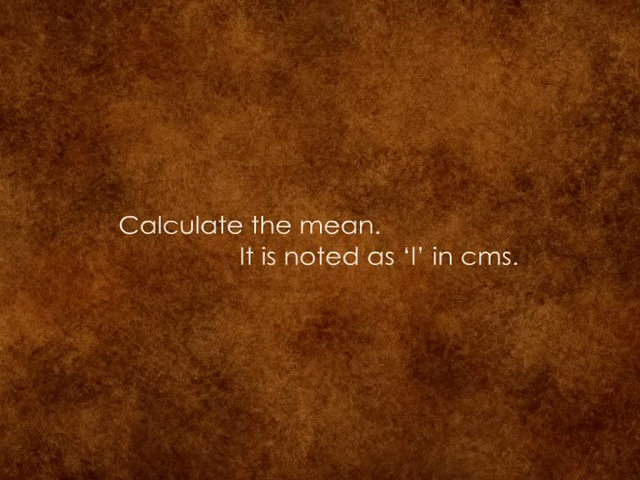 Calculate the mean.
It is noted as ‘l’ in cms.